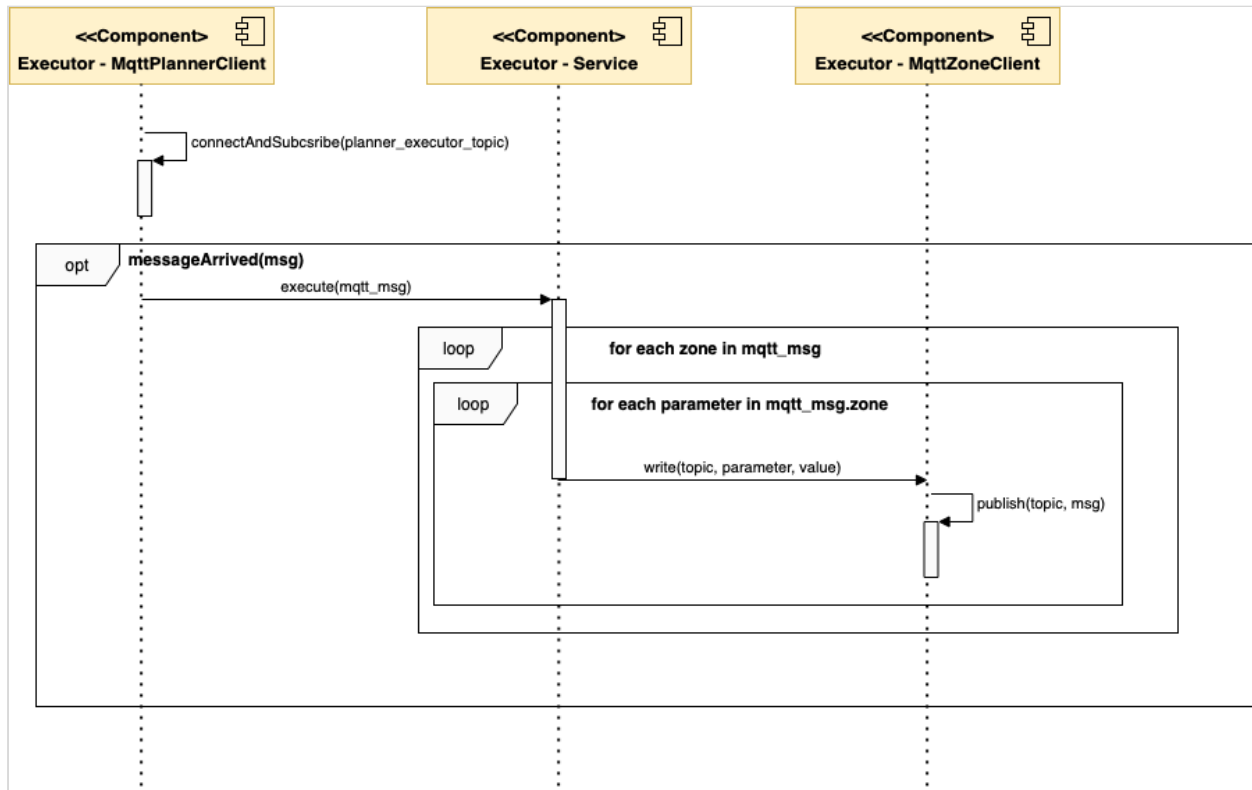 <<Component>
Executor - MqttPlannerClient
<<Component>
Executor - Service
<<Component>
Executor - MqttZoneClient
connectAndSubcsribe(planner_executor_topic)
opt
messageArrived(msg)
execute(mqtt_msg)
loop
for each zone in mqtt_msg
loop
for each parameter in mqtt_msg.zone
write(topic, parameter, value)
publish(topic, msg)